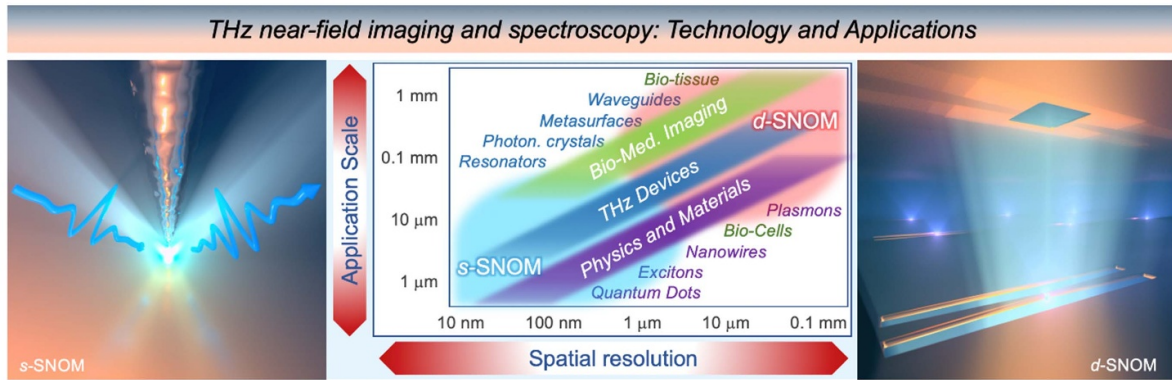 THz near-field imaging and spectroscopy: Technology and Applications
s-SNOM
Application Scale
1 mm
0.1 mm
10 μm
1 μm
Bio-tissue
Waveguides
Metasurfaces
Photon. crystals
Resonators
Bio-Med. Imaging
d-SNOM
THz Devices
Physics and Materials
s-SNOM
Plasmons
Bio-Cells
Nanowires
Excitons
Quantum Dots
10 nm 100 nm 1 μm 10 μm 0.1 mm
Spatial resolution
d-SNOM